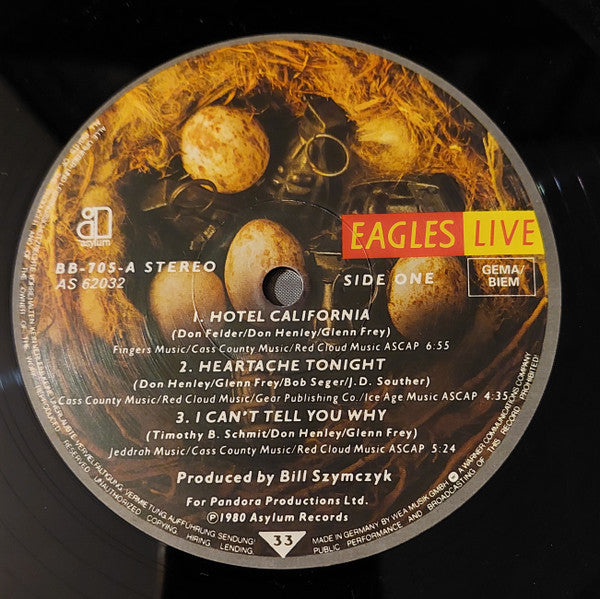 asylum
EAGLES LIVE
BB-705-A STEREO
AS 62032
SIDE ONE
GEMA/
BIEM
1. HOTEL CALIFORNIA
(Don Felder/Don Henley/Glenn Frey)
Fingers Music/Cass County Music/Red Cloud Music ASCAP 6:55
2. HEARTACHE TONIGHT
(Don Henley/Glenn Frey/Bob Seger/J.D. Souther)
Cass County Music/Red Cloud Music/Gear Publishing Co./Ice Age Music ASCAP 4:35
3. I CAN'T TELL YOU WHY
(Timothy B. Schmit/Don Henley/Glenn Frey)
Jeddrah Music/Cass County Music/Red Cloud Music ASCAP 5:24
Produced by Bill Szymczyk
For Pandora Productions Ltd.
℗1980 Asylum Records
33
VERMIETUNG, AUFFÜHRUNG, SENDUNG!
RESERVED. UNAUTHORIZED COPYING, HIRING, LENDING,
PUBLIC PERFORMANCE AND BROADCASTING OF THIS RECORD PROHIBITED!
MADE IN GERMANY BY WEA MUSIK GMBH A WARNER COMMUNICATIONS COMPANY